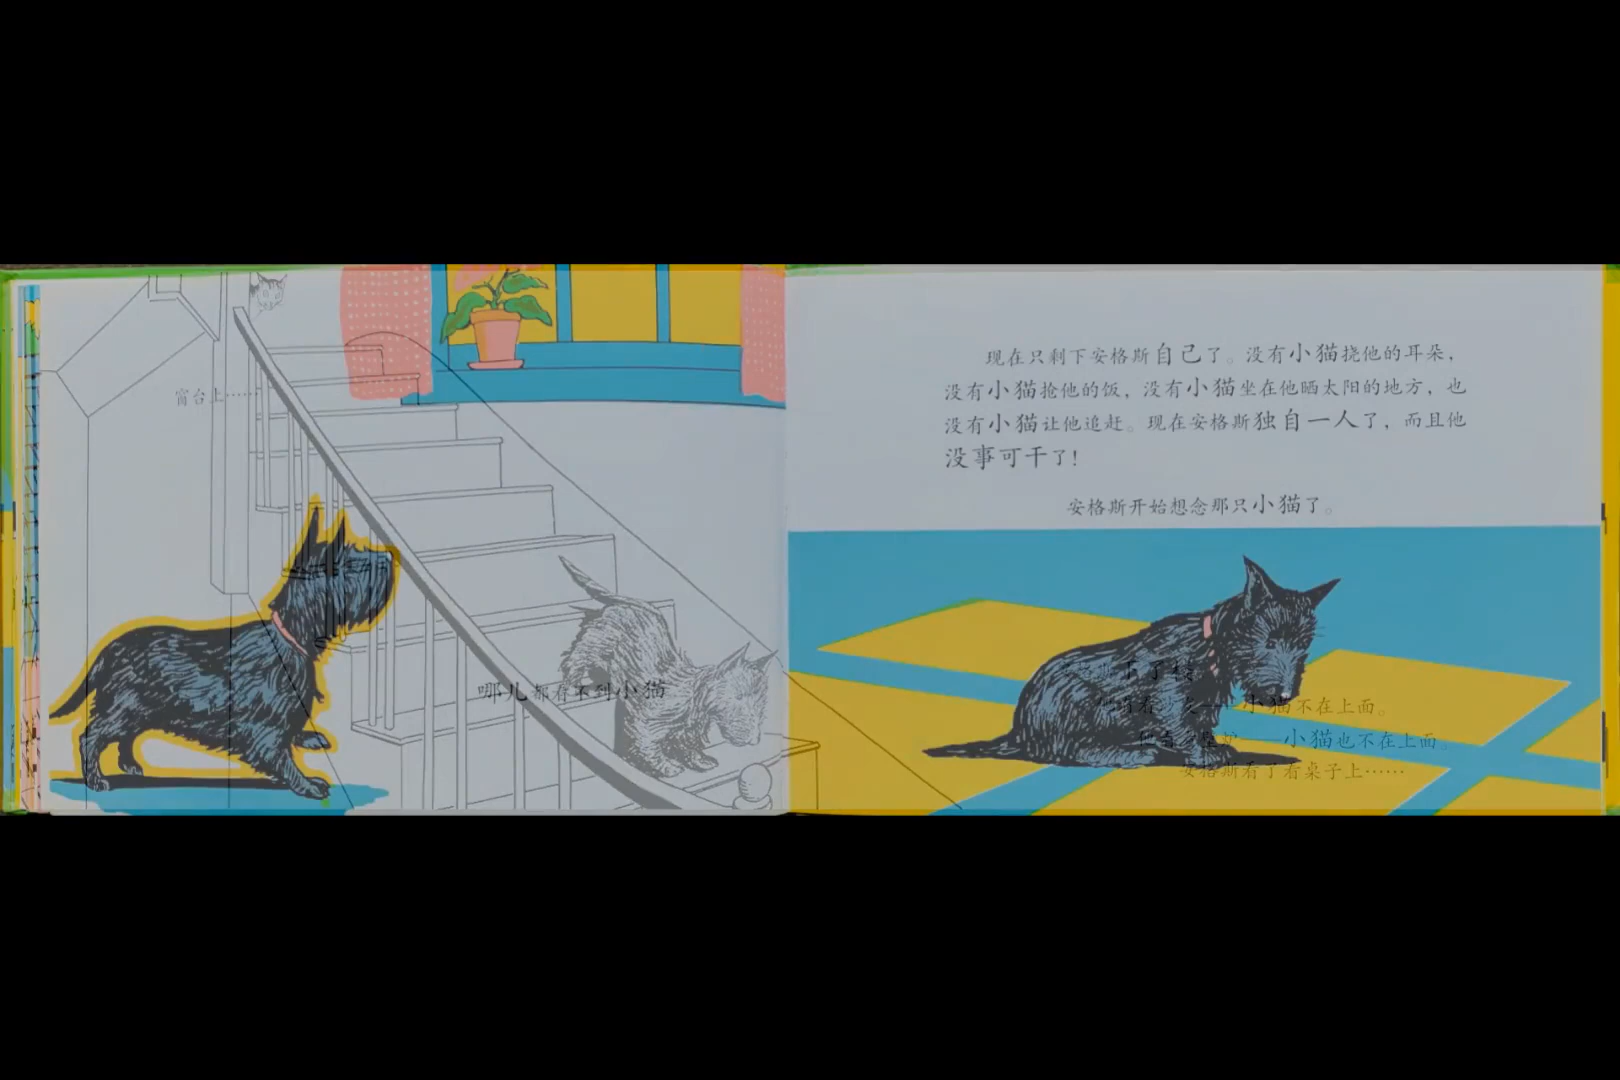 窗台上……
哪儿都看不到小猫
现在只剩下安格斯自己了。没有小猫挠他的耳朵，
没有小猫抢他的饭，没有小猫坐在他晒太阳的地方，也
没有小猫让他追赶。现在安格斯独自一人了，而且他
没事可干了！
安格斯开始想念那只小猫了。
下了楼
小猫不在上面。
小猫也不在上面。
安格斯看了看桌子上……